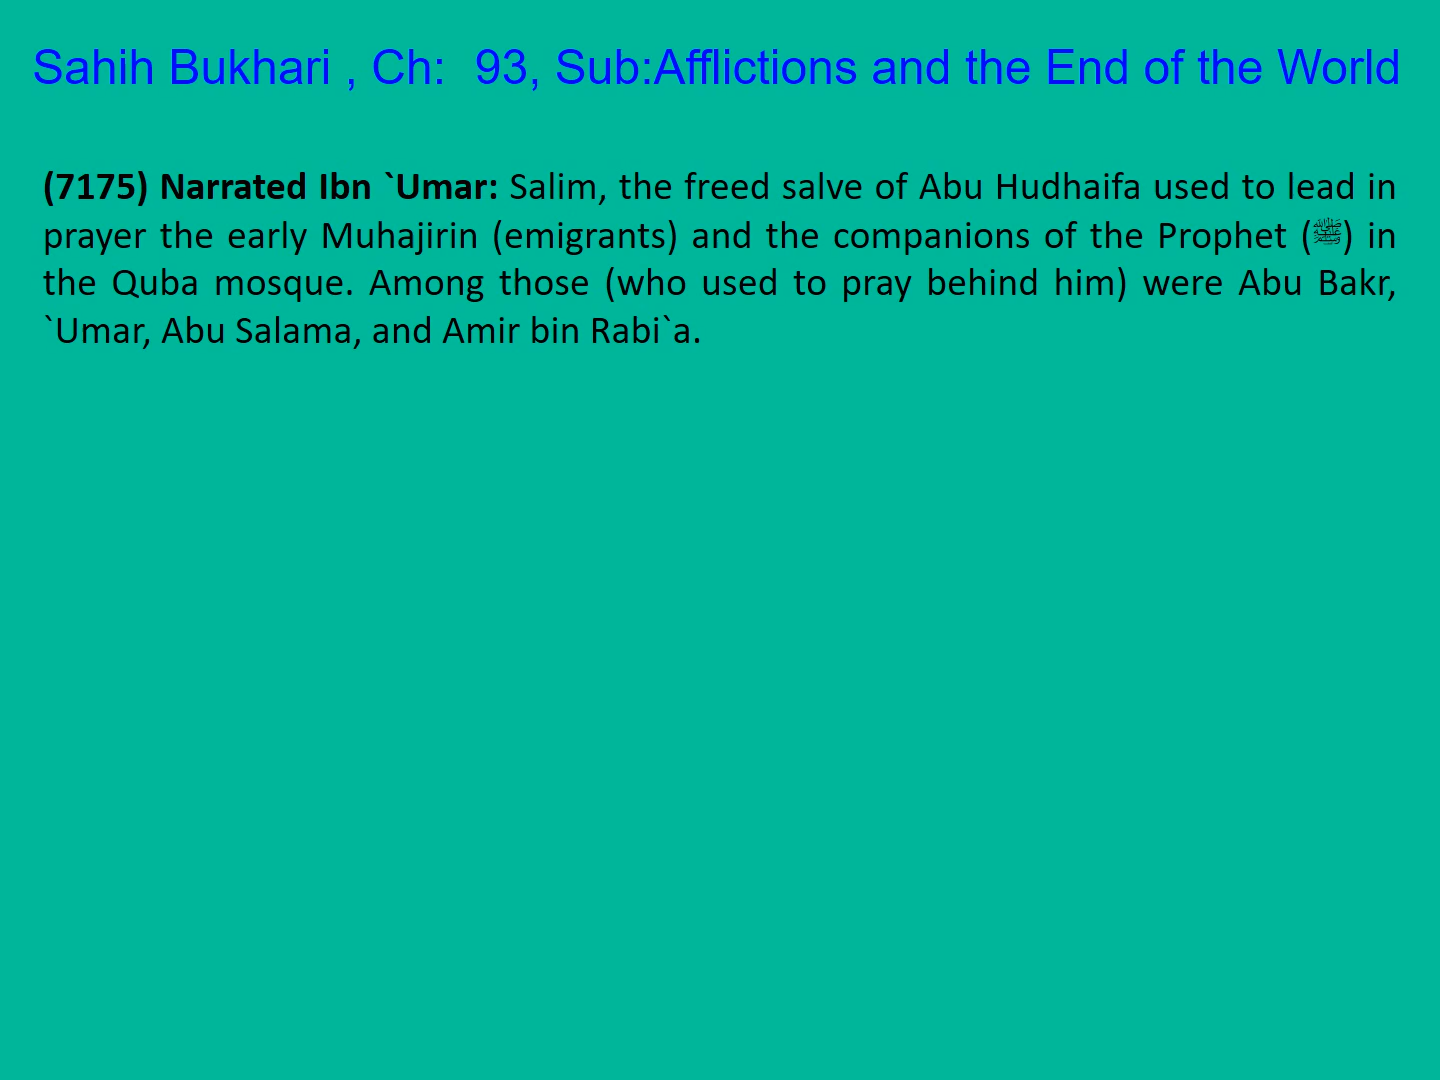 Sahih Bukhari , Ch:  93, Sub:Afflictions and the End of the World
(7175) Narrated Ibn `Umar: Salim, the freed salve of Abu Hudhaifa used to lead in
prayer the early Muhajirin (emigrants) and the companions of the Prophet (ﷺ) in
the Quba mosque. Among those (who used to pray behind him) were Abu Bakr,
`Umar, Abu Salama, and Amir bin Rabi`a.